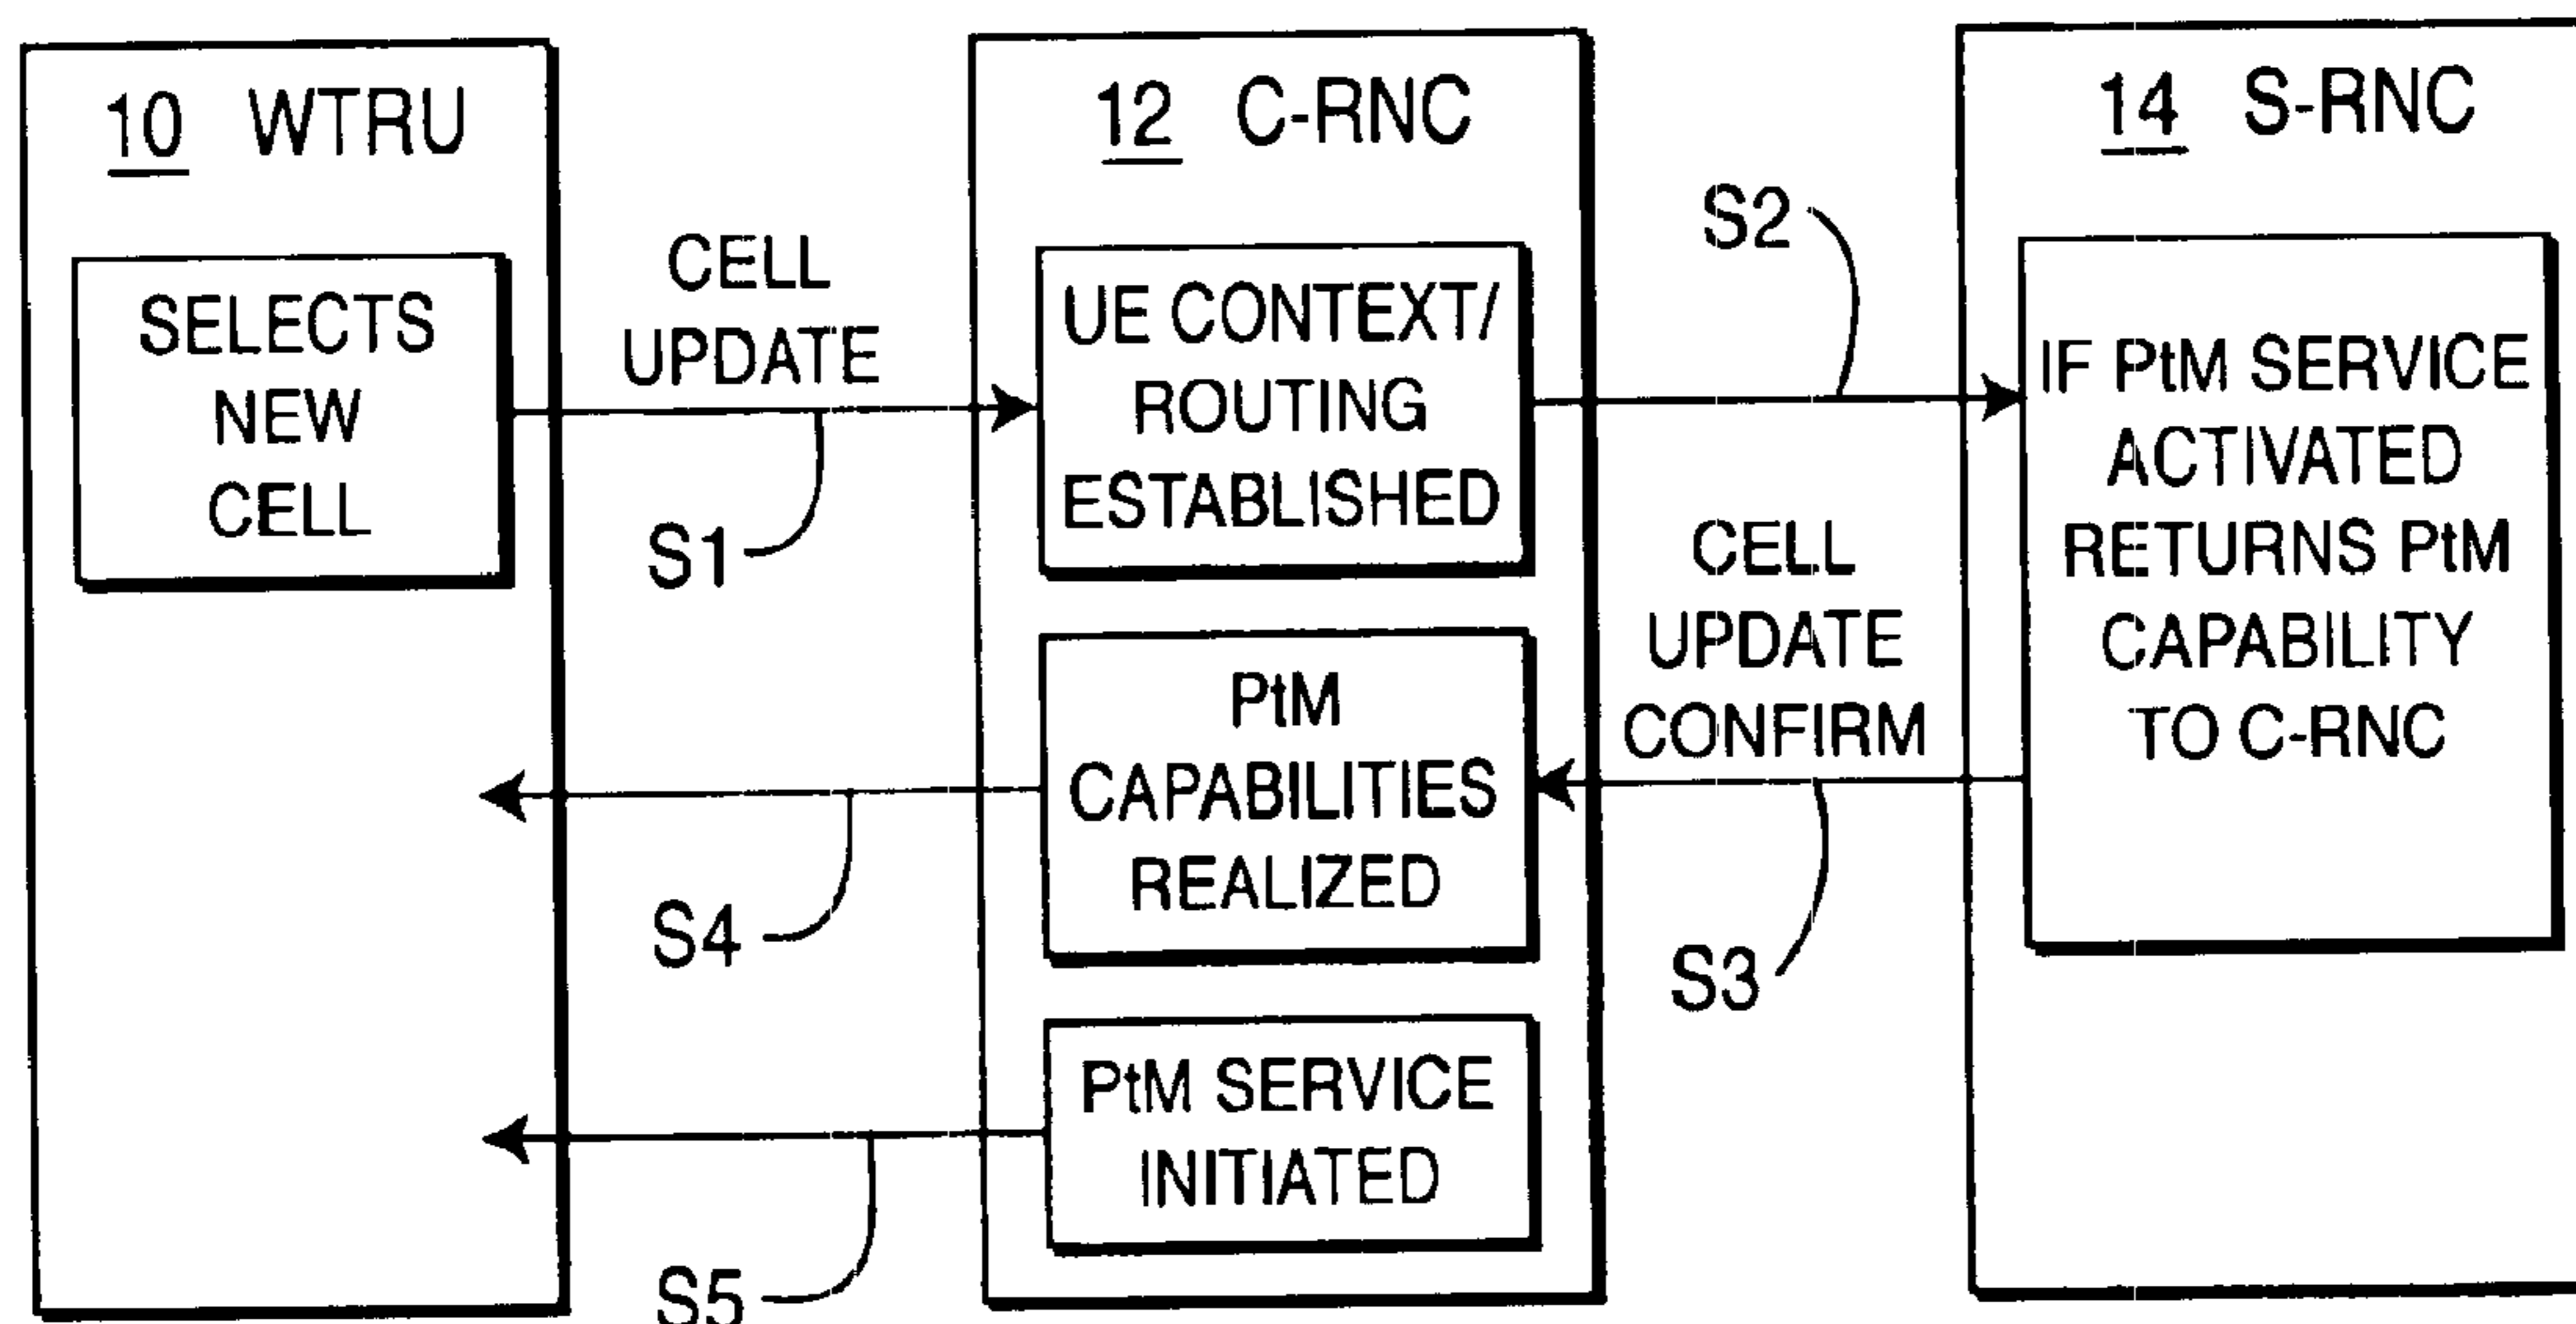 10 WTRU
SELECTS
NEW
CELL
CELL
UPDATE
S1
S4
S5
12 C-RNC
UE CONTEXT/
ROUTING
ESTABLISHED
PtM
CAPABILITIES
REALIZED
PtM SERVICE
INITIATED
S2
CELL
UPDATE
CONFIRM
S3
14 S-RNC
IF PtM SERVICE
ACTIVATED
RETURNS PtM
CAPABILITY
TO C-RNC